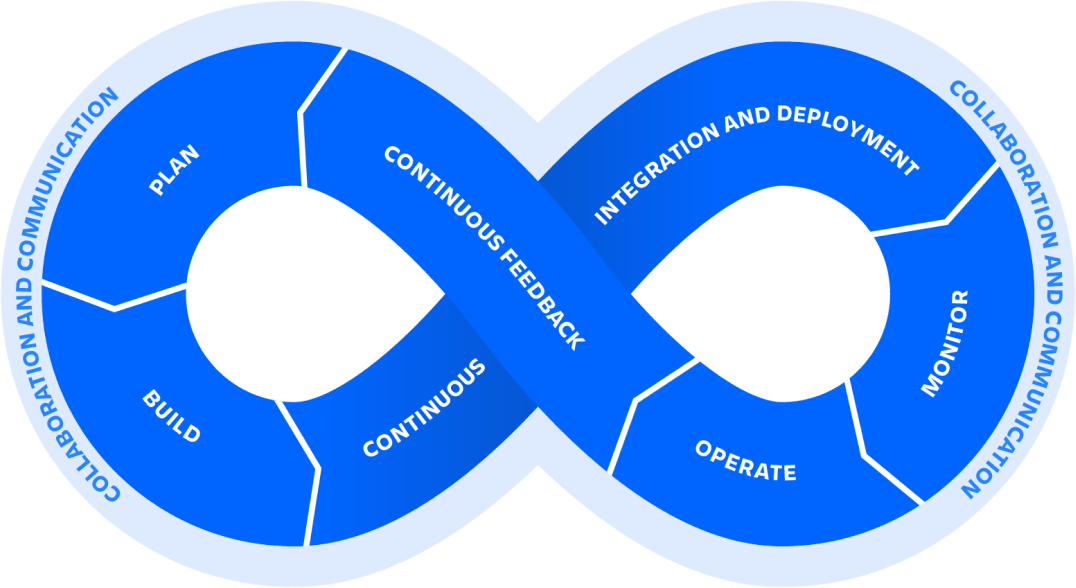 COLLABORATION AND COMMUNICATION
PLAN
BUILD
CONTINUOUS
INTEGRATION AND DEPLOYMENT
MONITOR
OPERATE
CONTINUOUS FEEDBACK
COLLABORATION AND COMMUNICATION